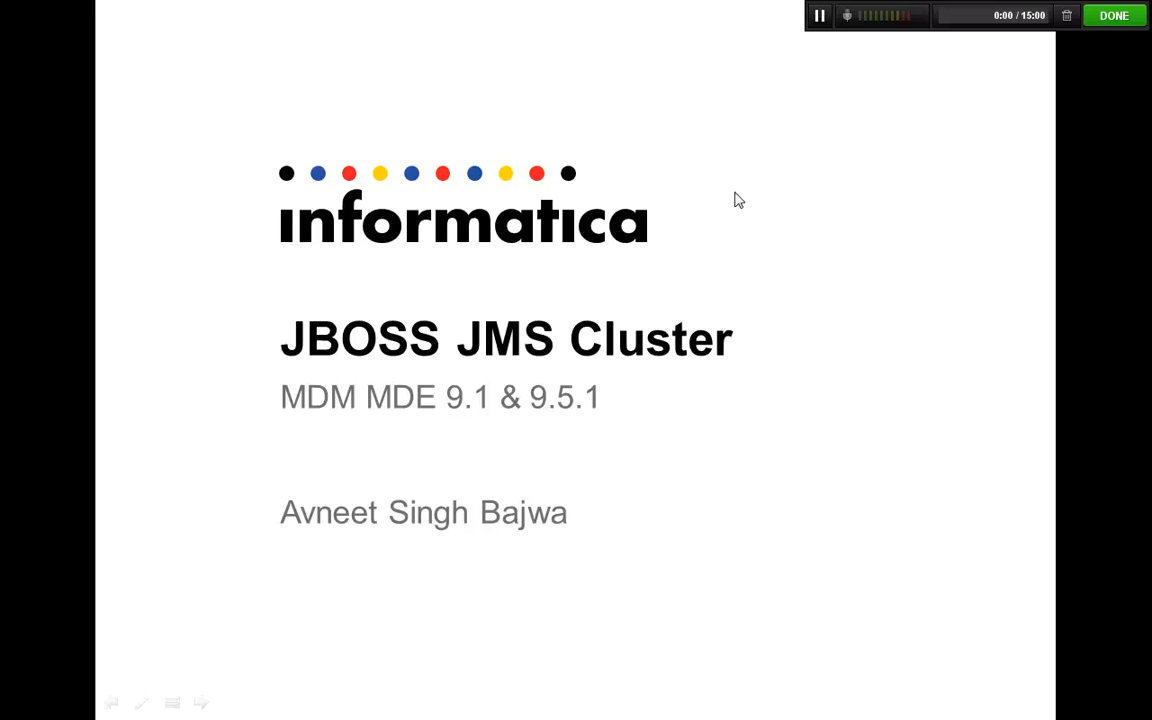 0:00 / 15:00
DONE
informatica
JBOSS JMS Cluster
MDM MDE 9.1 & 9.5.1
Avneet Singh Bajwa